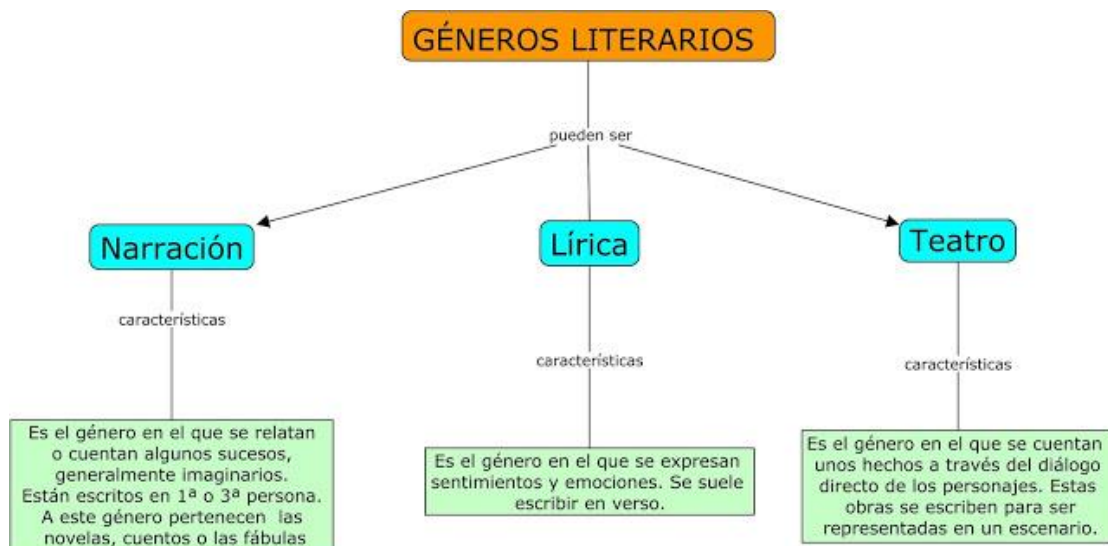 GÉNEROS LITERARIOS
pueden ser
Narración
Lírica
Teatro
características
características
características
Es el género en el que se relatan
o cuentan algunos sucesos,
generalmente imaginarios.
Están escritos en 1ª o 3ª persona.
A este género pertenecen las
novelas, cuentos o las fábulas
Es el género en el que se expresan
sentimientos y emociones. Se suele
escribir en verso.
Es el género en el que se cuentan
unos hechos a través del diálogo
directo de los personajes. Estas
obras se escriben para ser
representadas en un escenario.